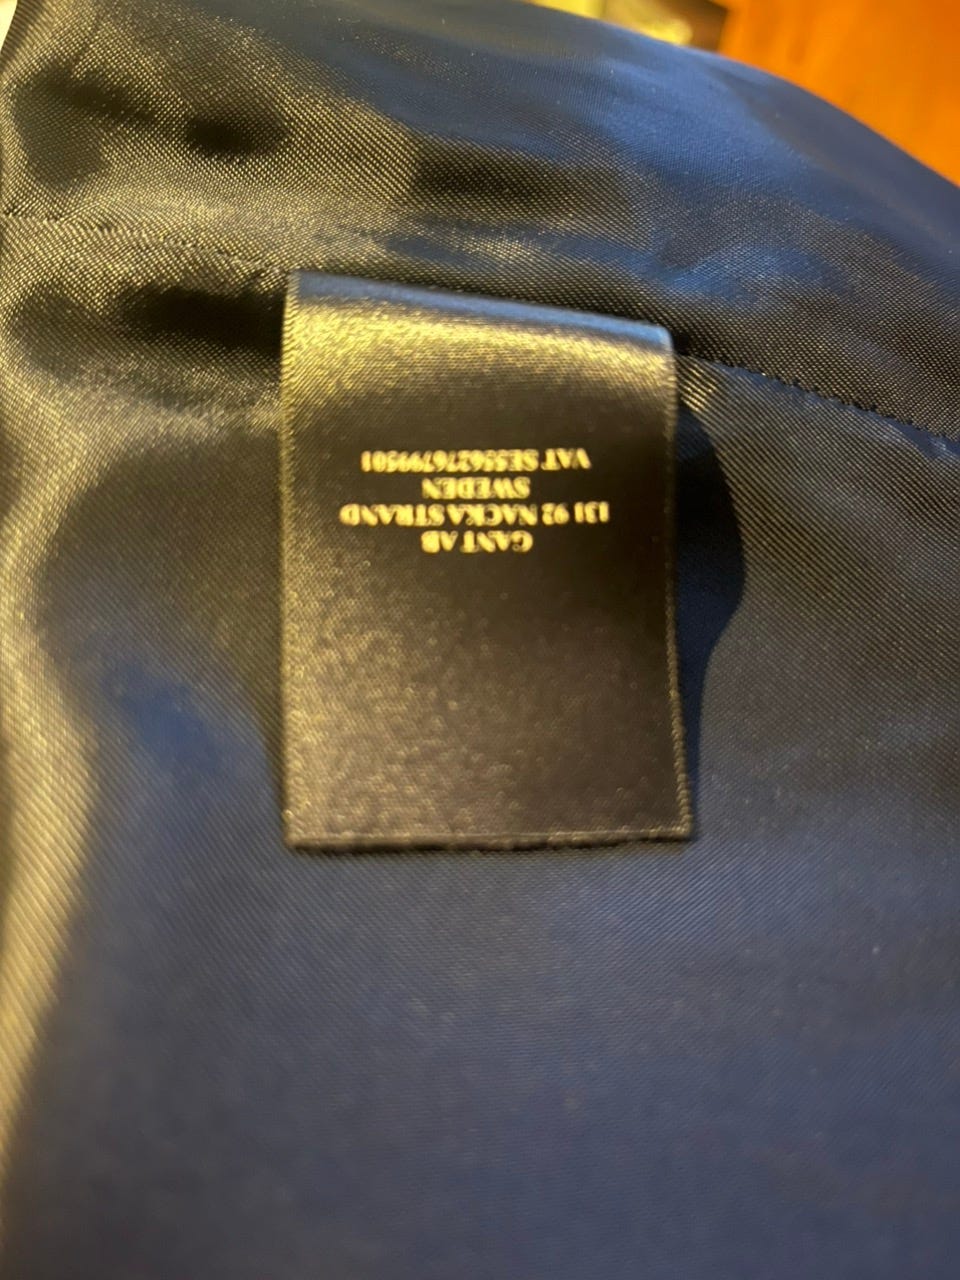 GANT AB
131 92 NACKA STRAND
SWEDEN
VAT SE556276799501